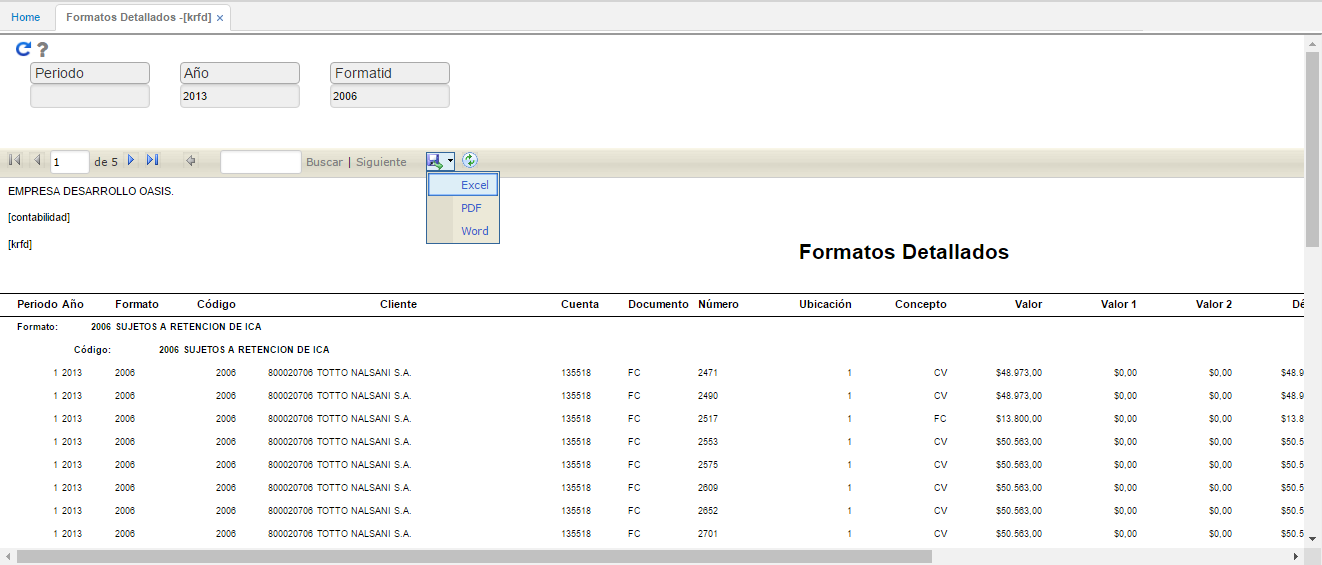 Home Formatos Detallados -[krfd] ×
?
Periodo Año Formatid
2013 2006
1 de 5 Buscar | Siguiente
Excel
PDF
Word
EMPRESA DESARROLLO OASIS.
[contabilidad]
[krfd]
Formatos Detallados
Periodo Año Formato Código Cliente Cuenta Documento Número Ubicación Concepto Valor Valor 1 Valor 2 Dé
Formato: 2006 SUJETOS A RETENCION DE ICA
Código: 2006 SUJETOS A RETENCION DE ICA
1 2013 2006 2006 800020706 TOTTO NALSANI S.A. 135518 FC 2471 1 CV $48.973,00 $0,00 $0,00 $48.9
1 2013 2006 2006 800020706 TOTTO NALSANI S.A. 135518 FC 2490 1 CV $48.973,00 $0,00 $0,00 $48.9
1 2013 2006 2006 800020706 TOTTO NALSANI S.A. 135518 FC 2517 1 FC $13.800,00 $0,00 $0,00 $13.8
1 2013 2006 2006 800020706 TOTTO NALSANI S.A. 135518 FC 2553 1 CV $50.563,00 $0,00 $0,00 $50.5
1 2013 2006 2006 800020706 TOTTO NALSANI S.A. 135518 FC 2575 1 CV $50.563,00 $0,00 $0,00 $50.5
1 2013 2006 2006 800020706 TOTTO NALSANI S.A. 135518 FC 2609 1 CV $50.563,00 $0,00 $0,00 $50.5
1 2013 2006 2006 800020706 TOTTO NALSANI S.A. 135518 FC 2652 1 CV $50.563,00 $0,00 $0,00 $50.5
1 2013 2006 2006 800020706 TOTTO NALSANI S.A. 135518 FC 2701 1 CV $50.563,00 $0,00 $0,00 $50.5